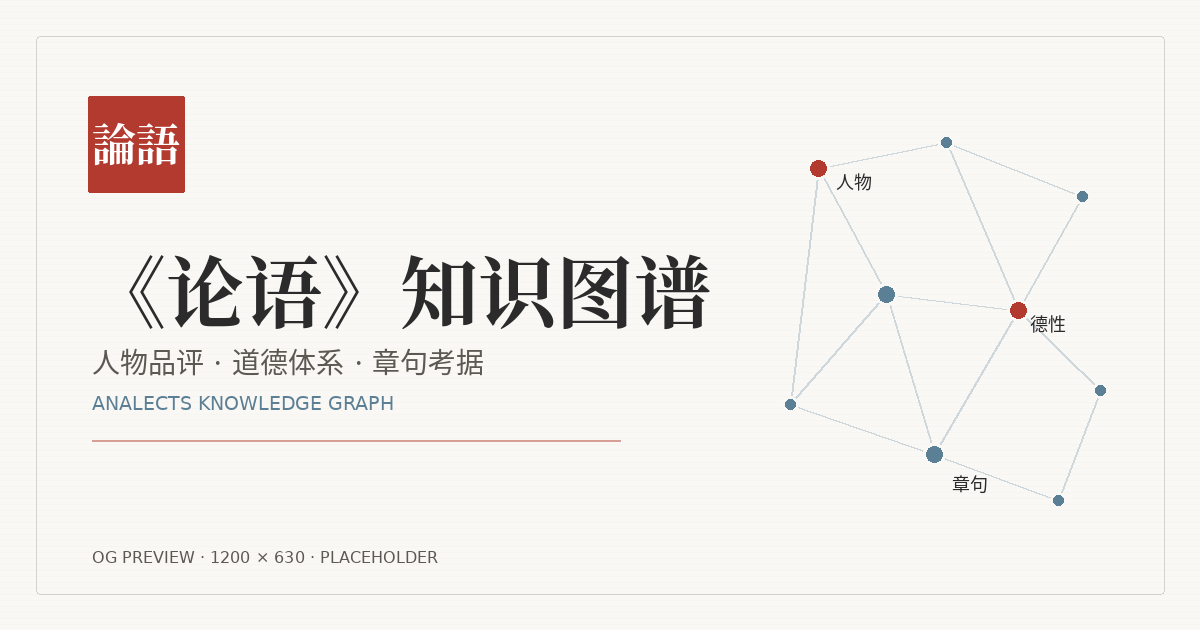 論語
《论语》知识图谱
人物品评 · 道德体系 · 章句考据
ANALECTS KNOWLEDGE GRAPH
OG PREVIEW · 1200 × 630 · PLACEHOLDER
人物
德性
章句